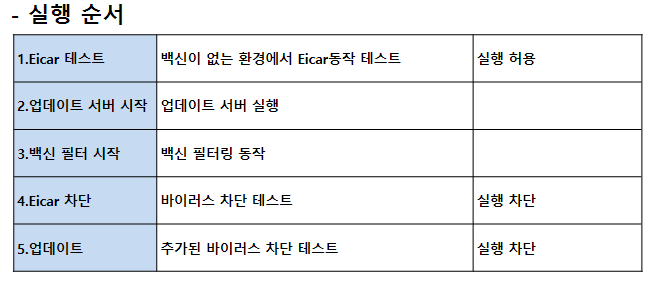 - 실행 순서
1.Eicar 테스트 백신이 없는 환경에서 Eicar동작 테스트 실행 허용
2.업데이트 서버 시작 업데이트 서버 실행
3.백신 필터 시작 백신 필터링 동작
4.Eicar 차단 바이러스 차단 테스트 실행 차단
5.업데이트 추가된 바이러스 차단 테스트 실행 차단